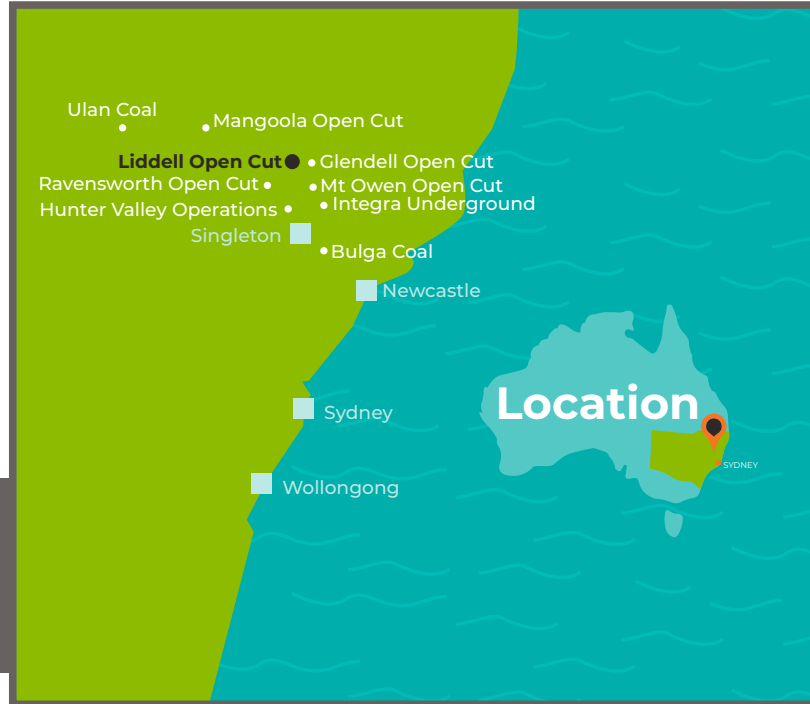 Ulan Coal
Mangoola Open Cut
Liddell Open Cut
Glendell Open Cut
Ravensworth Open Cut
Mt Owen Open Cut
Hunter Valley Operations
Integra Underground
Singleton
Bulga Coal
Newcastle
Location
Sydney
SYDNEY
Wollongong